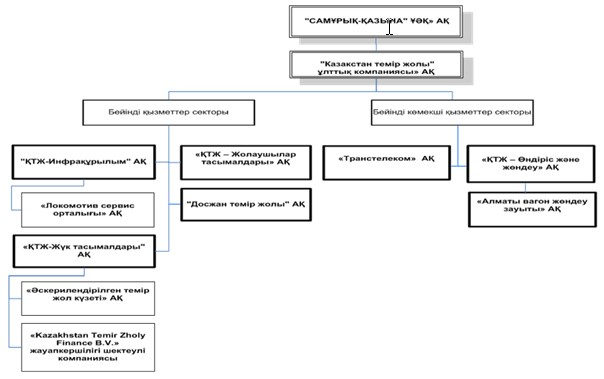 "САМҰРЫҚ-ҚАЗЫНА" ҰӘҚ» АҚ
"Казакстан темір жолы"
ұлттық компаниясы» АҚ
Бейінді қызметтер секторы
Бейінді көмекші қызметтер секторы
"ҚТЖ-Инфрақұрылым" АҚ
«ҚТЖ – Жолаушылар
тасымалдары» АҚ
«Транстелеком» АҚ
«ҚТЖ – Өндіріс және
жөндеу» АҚ
«Локомотив сервис
орталығы» АҚ
"Досжан темір жолы" АҚ
«Алматы вагон жөндеу
зауыты» АҚ
«ҚТЖ-Жүк тасымалдары"
АҚ
«Әскерилендірілген темір
жол күзеті» АҚ
«Kazakhstan Temir Zholy
Finance B.V.»
жауапкершілігі шектеулі
компаниясы